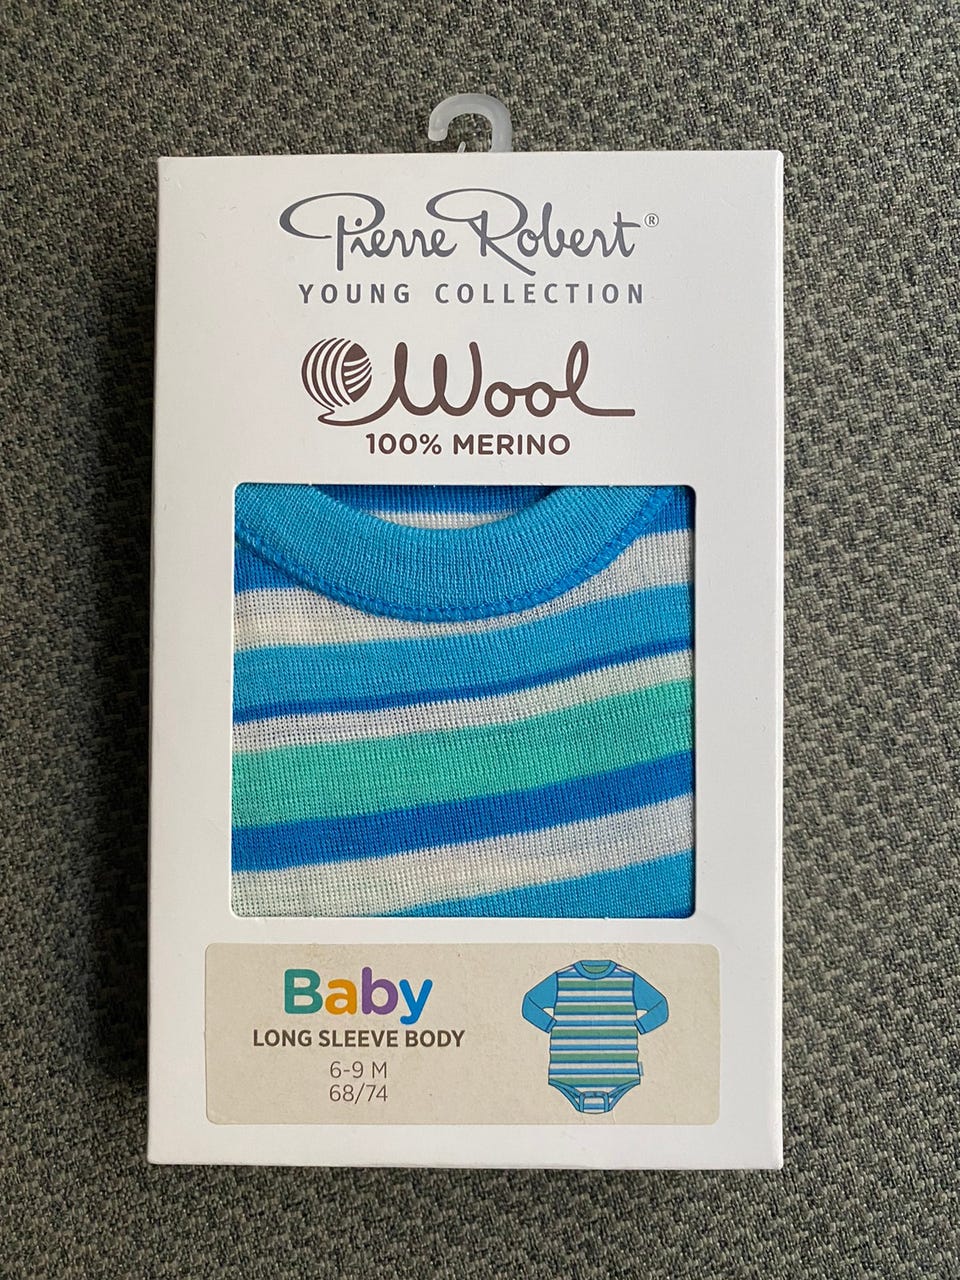 Pierre Robert®
YOUNG COLLECTION
Wool
100% MERINO
Baby
LONG SLEEVE BODY
6-9 M
68/74